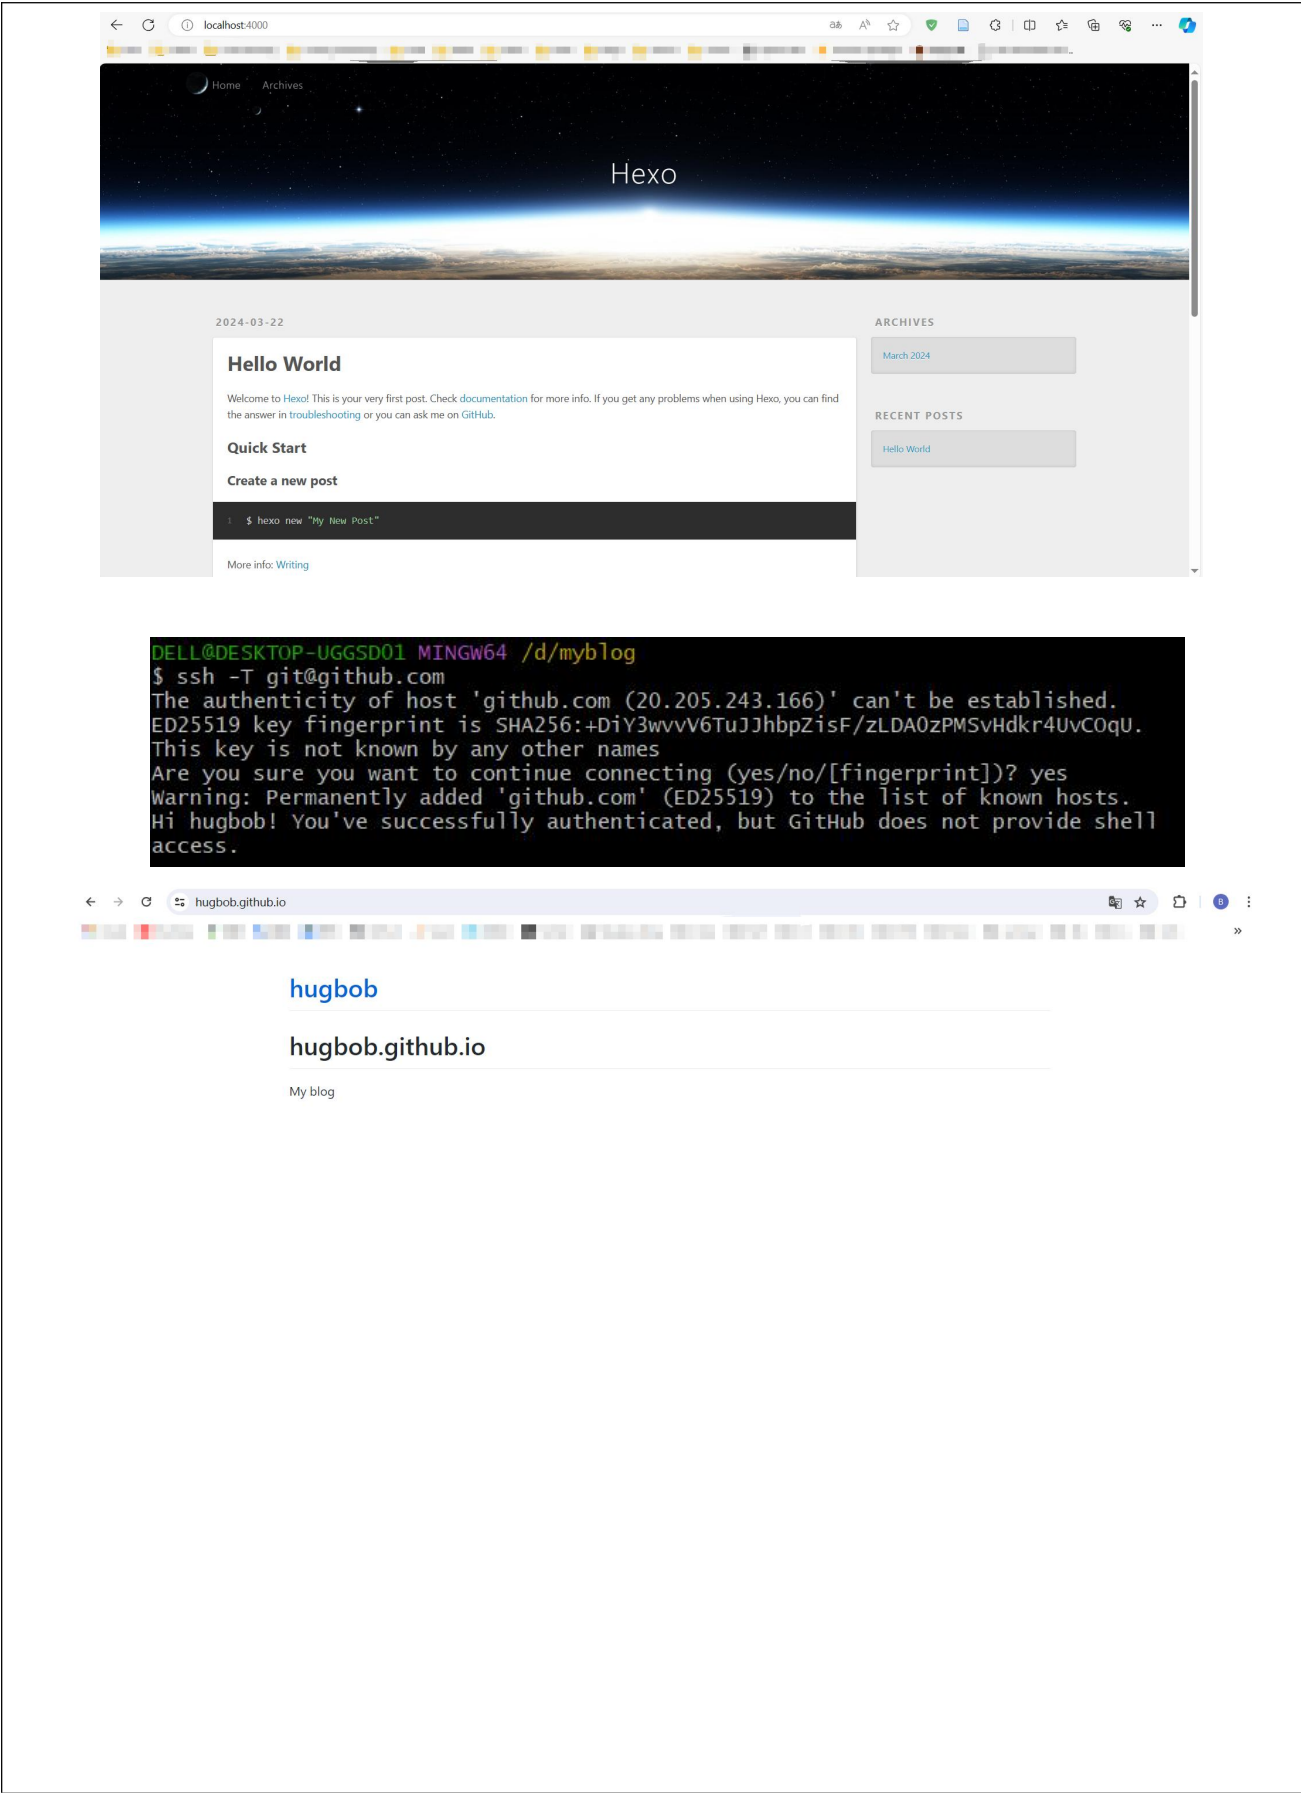 localhost:4000
Home Archives
Hexo
2024-03-22
Hello World
Welcome to Hexo! This is your very first post. Check documentation for more info. If you get any problems when using Hexo, you can find
the answer in troubleshooting or you can ask me on GitHub.
Quick Start
Create a new post
1 $ hexo new "My New Post"
More info: Writing
ARCHIVES
March 2024
RECENT POSTS
Hello World
DELL@DESKTOP-UGGSD01 MINGW64 /d/myblog
$ ssh -T git@github.com
The authenticity of host 'github.com (20.205.243.166)' can't be established.
ED25519 key fingerprint is SHA256:+DiY3wvvV6TuJJhbpZisF/zLDA0zPMSvHdkr4UvCOqU.
This key is not known by any other names
Are you sure you want to continue connecting (yes/no/[fingerprint])? yes
Warning: Permanently added 'github.com' (ED25519) to the list of known hosts.
Hi hugbob! You've successfully authenticated, but GitHub does not provide shell
access.
hugbob.github.io
B
hugbob
hugbob.github.io
My blog